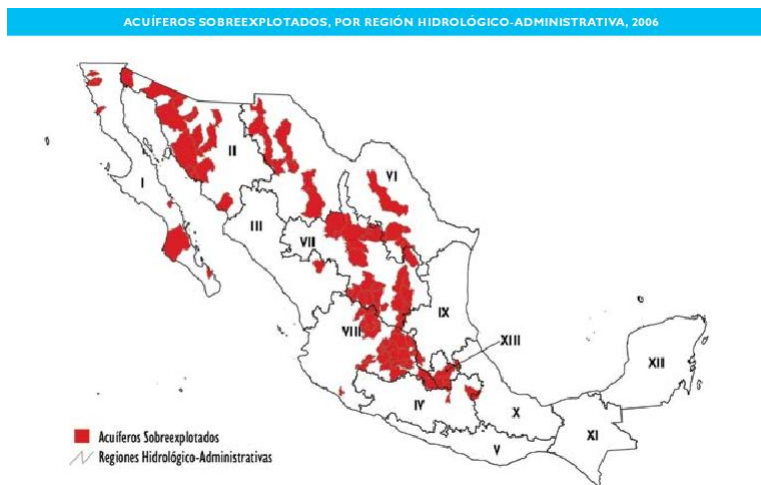 ACUÍFEROS SOBREEXPLOTADOS, POR REGIÓN HIDROLÓGICO-ADMINISTRATIVA, 2006
VI
II
I
III
VII
IX
VIII
XIII
XII
IV
X
XI
V
Acuíferos Sobreexplotados
Regiones Hidrológico-Administrativas